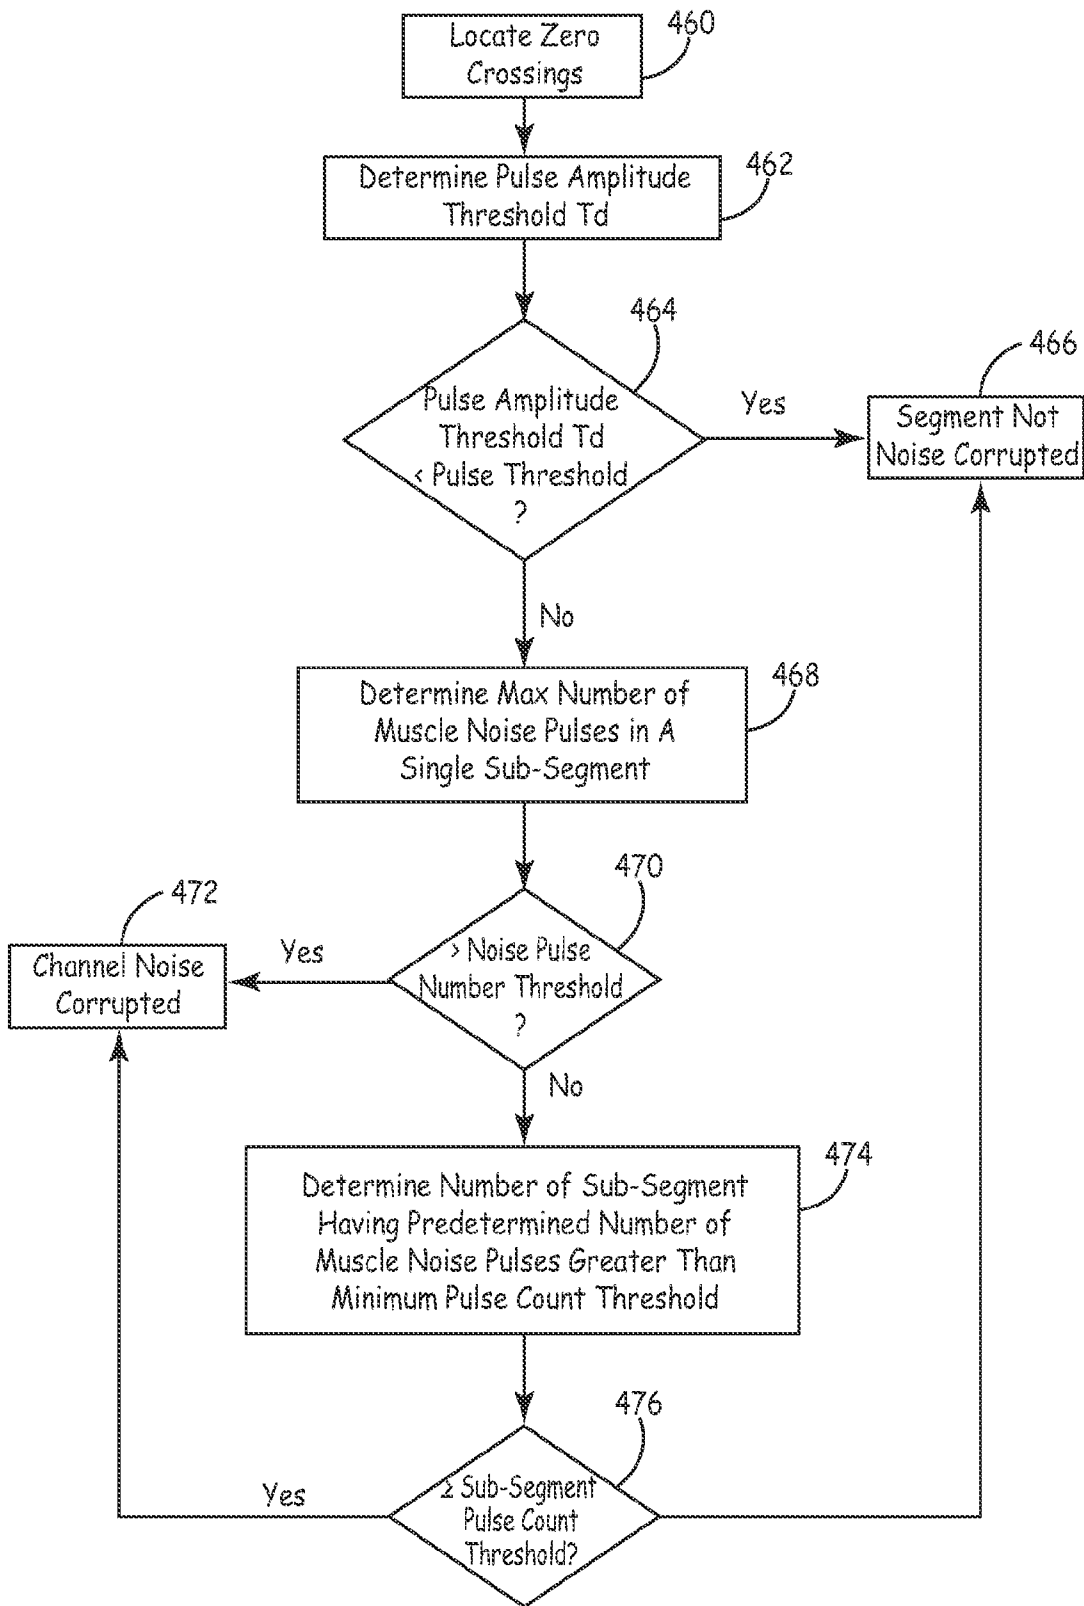 460
Locate Zero
Crossings
462
Determine Pulse Amplitude
Threshold Td
464
Pulse Amplitude
Threshold Td
< Pulse Threshold
?
Yes
466
Segment Not
Noise Corrupted
No
468
Determine Max Number of
Muscle Noise Pulses in A
Single Sub-Segment
470
> Noise Pulse
Number Threshold
?
Yes
472
Channel Noise
Corrupted
No
474
Determine Number of Sub-Segment
Having Predetermined Number of
Muscle Noise Pulses Greater Than
Minimum Pulse Count Threshold
476
≥ Sub-Segment
Pulse Count
Threshold?
Yes